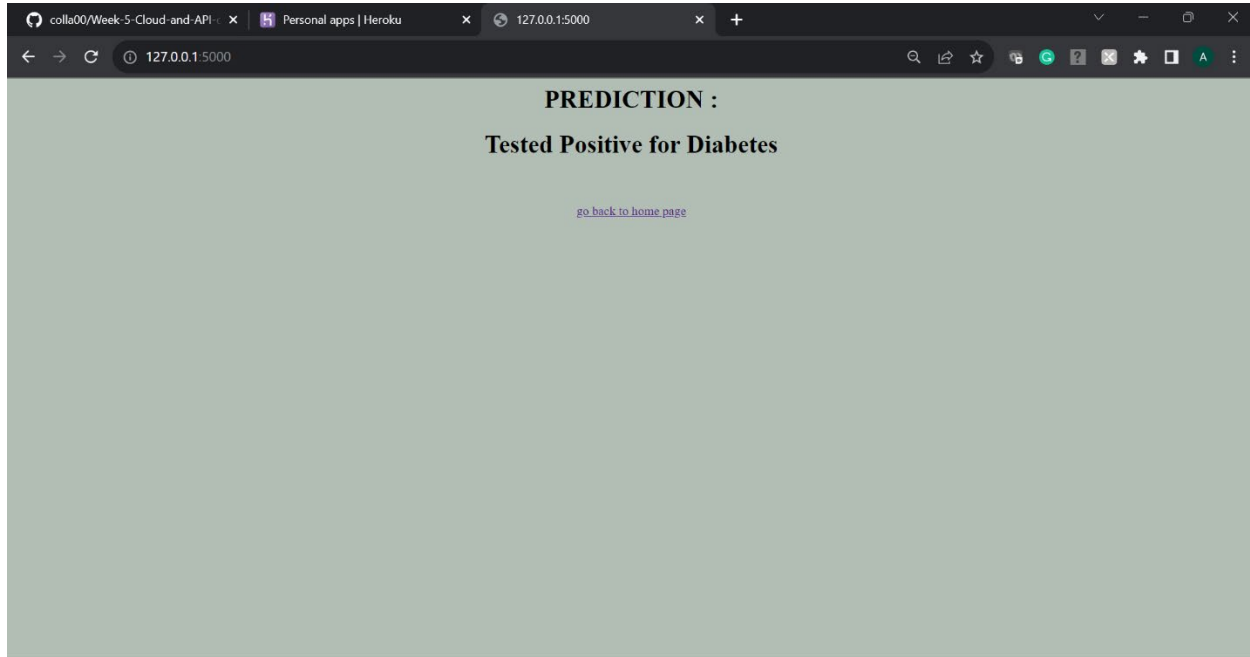 colla00/Week-5-Cloud-and-API-
Personal apps | Heroku
127.0.0.1:5000
127.0.0.1:5000
A
PREDICTION :
Tested Positive for Diabetes
go back to home page